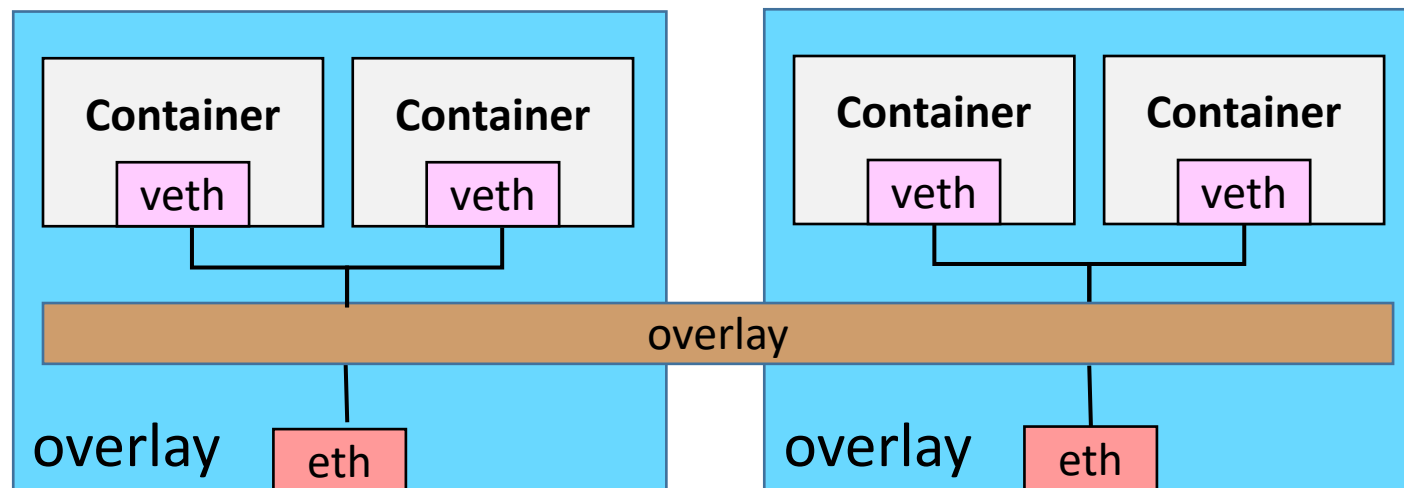 Container
Container
veth
veth
Container
Container
veth
veth
overlay
overlay
eth
overlay
eth